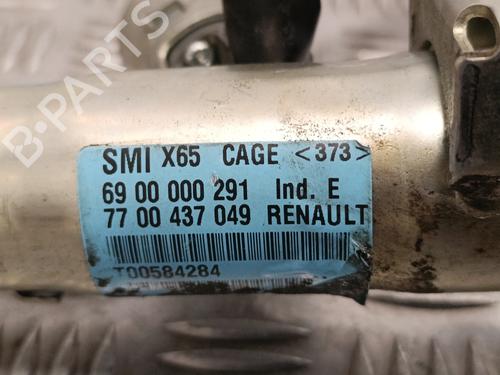 B-PARTS
SMI X65 CAGE <373>
69 00 000 291 Ind. E
77 00 437 049 RENAULT
T00584284